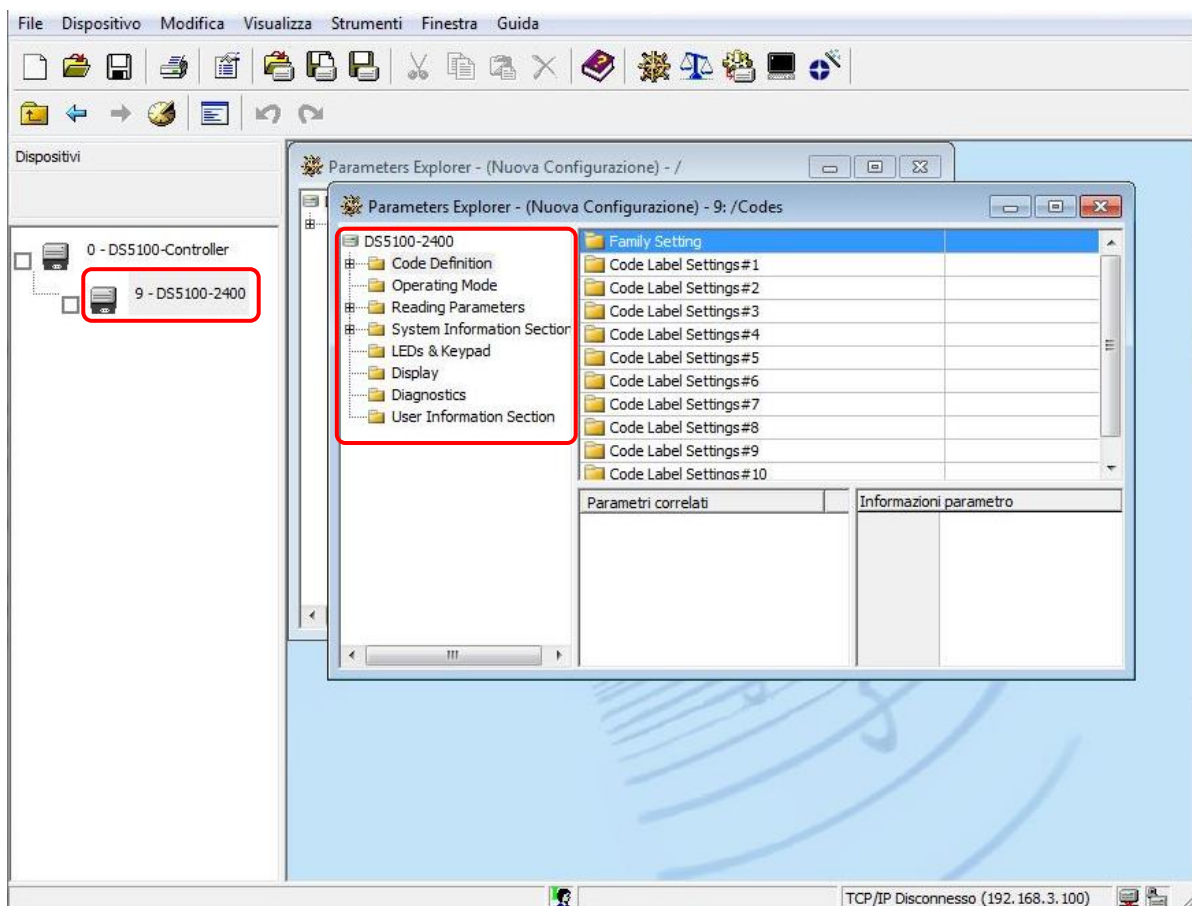 File Dispositivo Modifica Visualizza Strumenti Finestra Guida
Dispositivi
0 - DS5100-Controller
9 - DS5100-2400
Parameters Explorer - (Nuova Configurazione) - /
Parameters Explorer - (Nuova Configurazione) - 9: /Codes
DS5100-2400
Code Definition
Operating Mode
Reading Parameters
System Information Section
LEDs & Keypad
Display
Diagnostics
User Information Section
Family Setting
Code Label Settings#1
Code Label Settings#2
Code Label Settings#3
Code Label Settings#4
Code Label Settings#5
Code Label Settings#6
Code Label Settings#7
Code Label Settings#8
Code Label Settings#9
Code Label Settings#10
Parametri correlati
Informazioni parametro
TCP/IP Disconnesso (192.168.3.100)